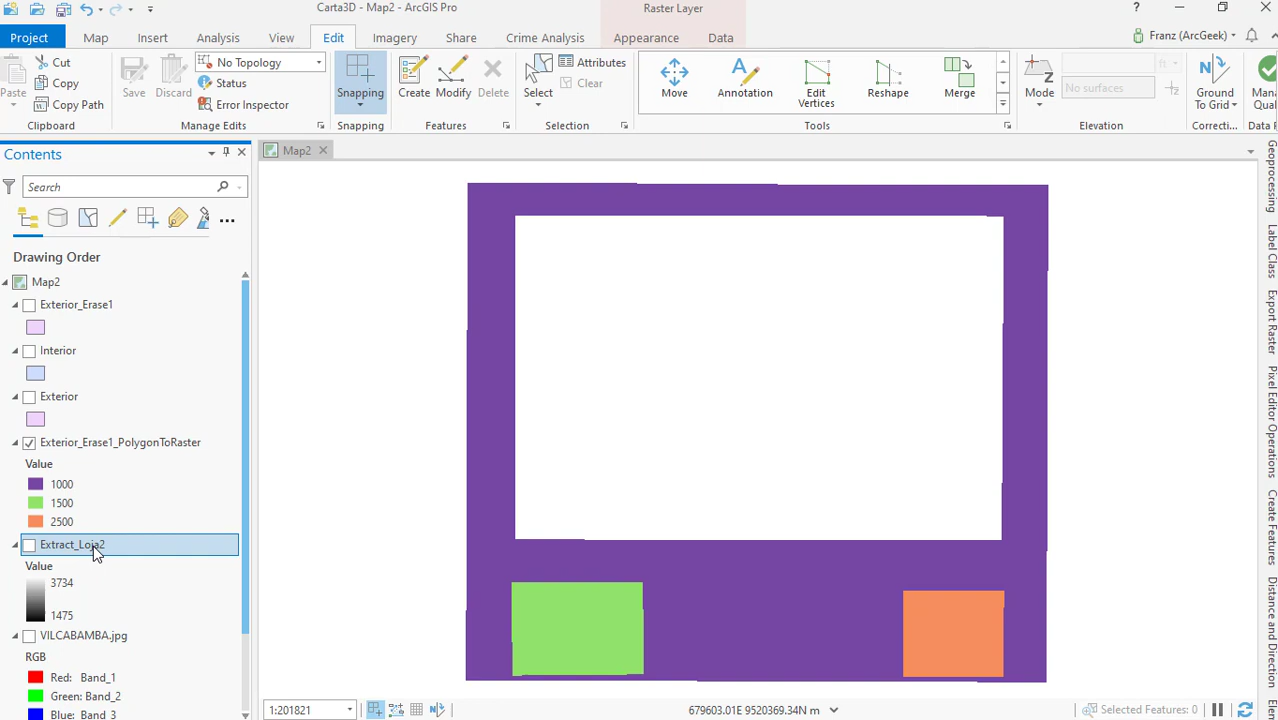 Carta3D - Map2 - ArcGIS Pro
Raster Layer
?
Project
Map
Insert
Analysis
View
Edit
Imagery
Share
Crime Analysis
Appearance
Data
Franz (ArcGeek)
Paste
Cut
Copy
Copy Path
Clipboard
Save
Discard
No Topology
Status
Error Inspector
Manage Edits
Snapping
Snapping
Create
Modify
Delete
Features
Select
Attributes
Clear
Selection
Move
Annotation
Edit
Vertices
Reshape
Merge
Tools
Mode
ft
No surfaces
Elevation
Ground
To Grid
Correcti...
Mana
Qual
Data R
Contents
Search
Drawing Order
Map2
Exterior_Erase1
Interior
Exterior
Exterior_Erase1_PolygonToRaster
Value
1000
1500
2500
Extract_Loja2
Value
3734
1475
VILCABAMBA.jpg
RGB
Red: Band_1
Green: Band_2
Blue: Band_3
Map2
1:201821
679603.01E 9520369.34N m
Selected Features: 0
Geoprocessing
Label Class
Export Raster
Pixel Editor Operations
Create Features
Distance and Direction